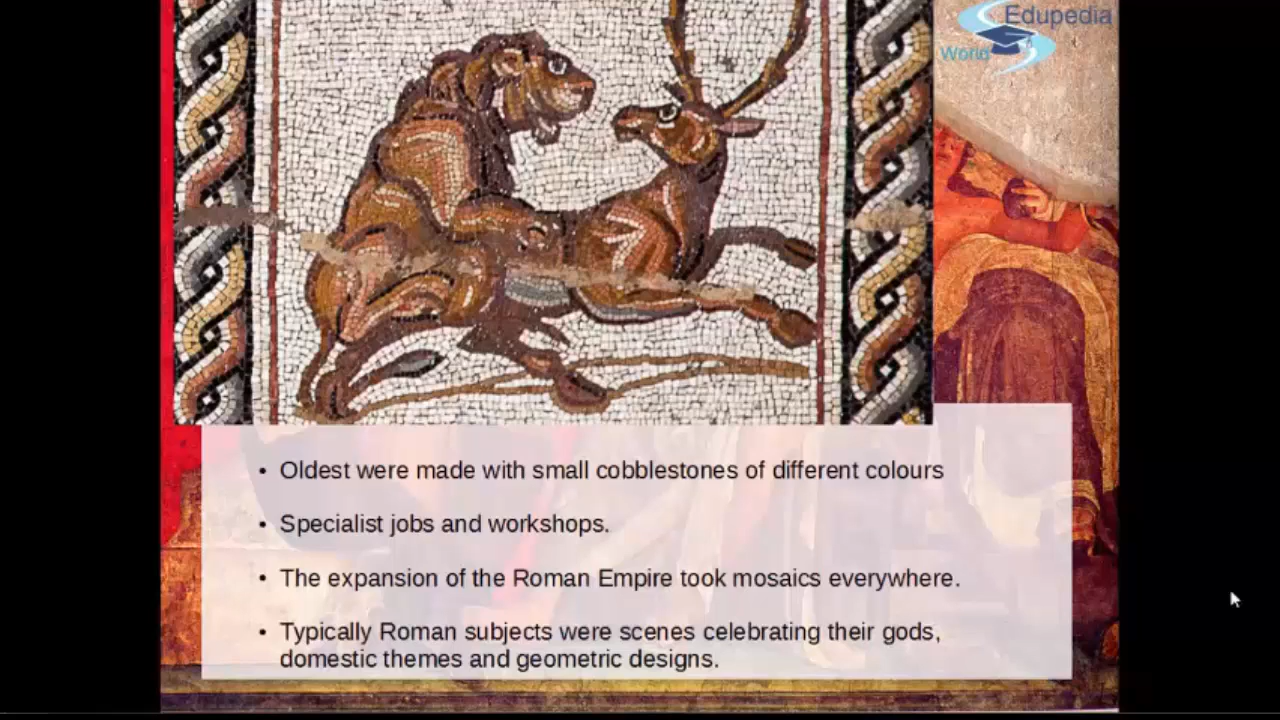 Edupedia
World
• Oldest were made with small cobblestones of different colours
• Specialist jobs and workshops.
• The expansion of the Roman Empire took mosaics everywhere.
• Typically Roman subjects were scenes celebrating their gods,
domestic themes and geometric designs.